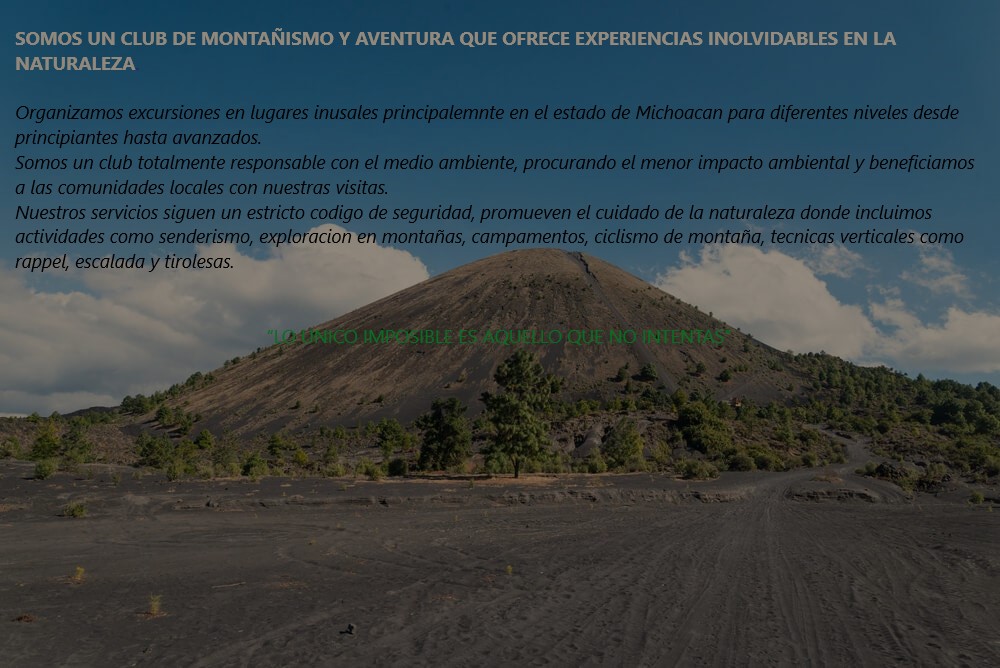 SOMOS UN CLUB DE MONTAÑISMO Y AVENTURA QUE OFRECE EXPERIENCIAS INOLVIDABLES EN LA
NATURALEZA
Organizamos excursiones en lugares inusales principalemnte en el estado de Michoacan para diferentes niveles desde
principiantes hasta avanzados.
Somos un club totalmente responsable con el medio ambiente, procurando el menor impacto ambiental y beneficiamos
a las comunidades locales con nuestras visitas.
Nuestros servicios siguen un estricto codigo de seguridad, promueven el cuidado de la naturaleza donde incluimos
actividades como senderismo, exploracion en montañas, campamentos, ciclismo de montaña, tecnicas verticales como
rappel, escalada y tirolesas.
"LO UNICO IMPOSIBLE ES AQUELLO QUE NO INTENTAS"